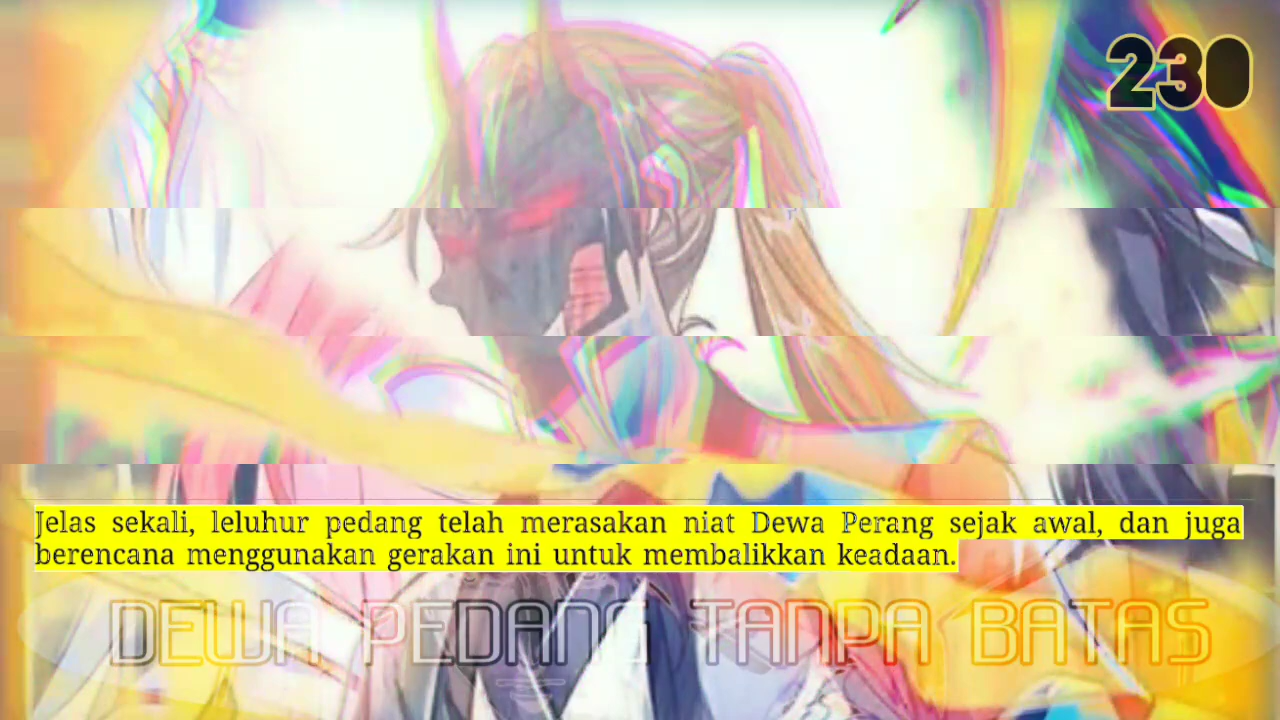 230
Jelas sekali, leluhur pedang telah merasakan niat Dewa Perang sejak awal, dan juga
berencana menggunakan gerakan ini untuk membalikkan keadaan.
DEWA PEDANG TANPA BATAS